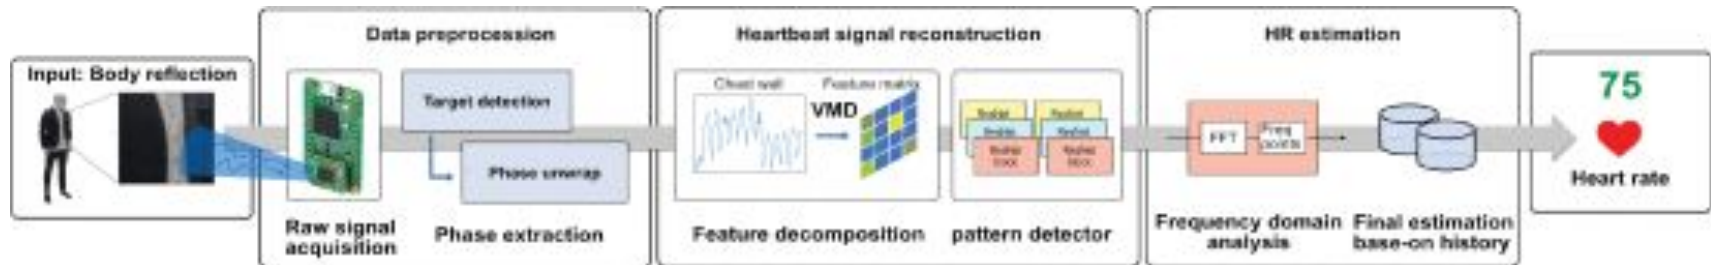 Input: Body reflection
Data preprocession
Target detection
Phase unwrap
Raw signal
acquisition
Phase extraction
Heartbeat signal reconstruction
Chest wall
Feature matrix
VMD
Feature decomposition
pattern detector
HR estimation
FFT
Freq
points
Frequency domain
analysis
Final estimation
base-on history
75
Heart rate